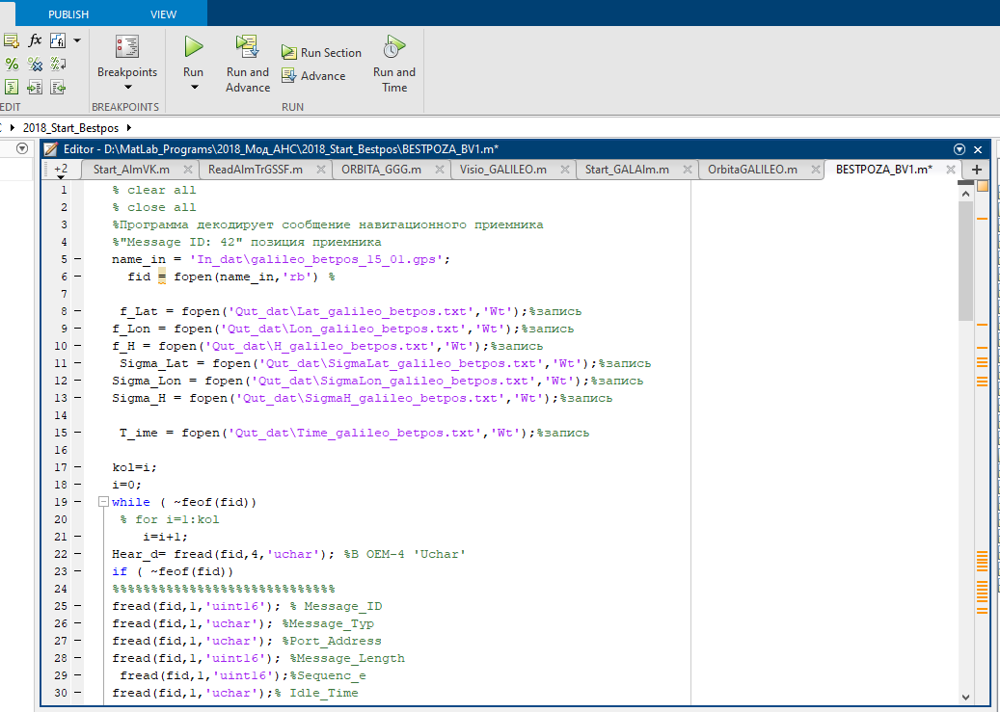 PUBLISH VIEW
fx fi
Breakpoints Run Run and Advance Run Section Advance Run and Time
EDIT BREAKPOINTS RUN
2018_Start_Bestpos
Editor - D:\MatLab_Programs\2018_Мод_АНС\2018_Start_Bestpos\BESTPOZA_BV1.m*
+2 Start_AlmVK.m ReadAlmTrGSSF.m ORBITA_GGG.m Visio_GALILEO.m Start_GALAlm.m OrbitaGALILEO.m BESTPOZA_BV1.m*
1 % clear all
2 % close all
3 %Программа декодирует сообщение навигационного приемника
4 %"Message ID: 42" позиция приемника
5 – name_in = 'In_dat\galileo_betpos_15_01.gps';
6 – fid = fopen(name_in,'rb') %
7
8 – f_Lat = fopen('Qut_dat\Lat_galileo_betpos.txt','Wt');%запись
9 – f_Lon = fopen('Qut_dat\Lon_galileo_betpos.txt','Wt');%запись
10 – f_H = fopen('Qut_dat\H_galileo_betpos.txt','Wt');%запись
11 – Sigma_Lat = fopen('Qut_dat\SigmaLat_galileo_betpos.txt','Wt');%запись
12 – Sigma_Lon = fopen('Qut_dat\SigmaLon_galileo_betpos.txt','Wt');%запись
13 – Sigma_H = fopen('Qut_dat\SigmaH_galileo_betpos.txt','Wt');%запись
14
15 – T_ime = fopen('Qut_dat\Time_galileo_betpos.txt','Wt');%запись
16
17 – kol=i;
18 – i=0;
19 – while ( ~feof(fid))
20 % for i=1:kol
21 – i=i+1;
22 – Hear_d= fread(fid,4,'uchar'); %В OEM-4 'Uchar'
23 – if ( ~feof(fid))
24 %%%%%%%%%%%%%%%%%%%%%%%%%%%%%
25 – fread(fid,1,'uint16'); % Message_ID
26 – fread(fid,1,'uchar'); %Message_Typ
27 – fread(fid,1,'uchar'); %Port_Address
28 – fread(fid,1,'uint16'); %Message_Length
29 – fread(fid,1,'uint16');%Sequenc_e
30 – fread(fid,1,'uchar');% Idle_Time